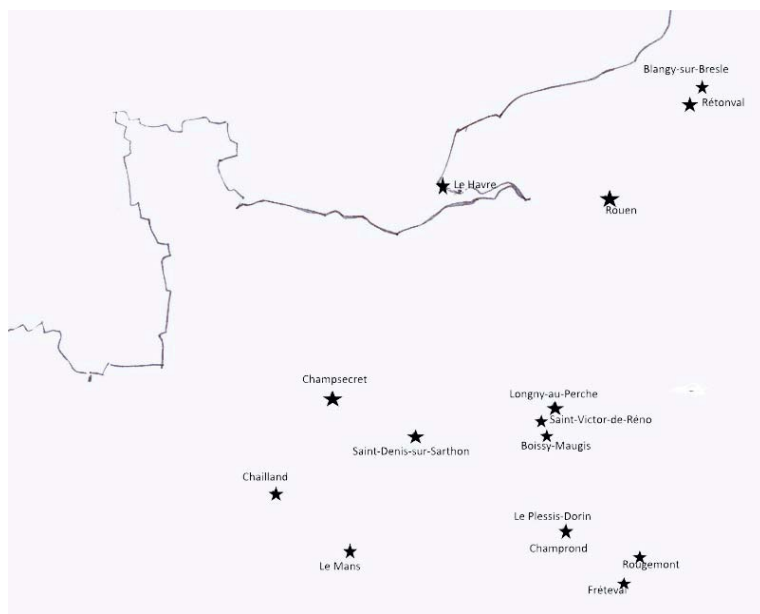 Blangy-sur-Bresle
Rétonval
Le Havre
Rouen
Champsecret
Longny-au-Perche
Saint-Victor-de-Réno
Boissy-Maugis
Saint-Denis-sur-Sarthon
Chailland
Le Plessis-Dorin
Champrond
Le Mans
Rougemont
Fréteval